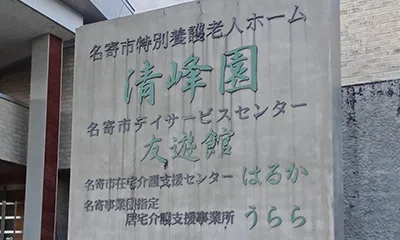 名寄市特別養護老人ホーム
清峰園
名寄市デイサービスセンター
友遊館
名寄市在宅介護支援センター はるか
名寄事業団指定
居宅介護支援事業所 うらら